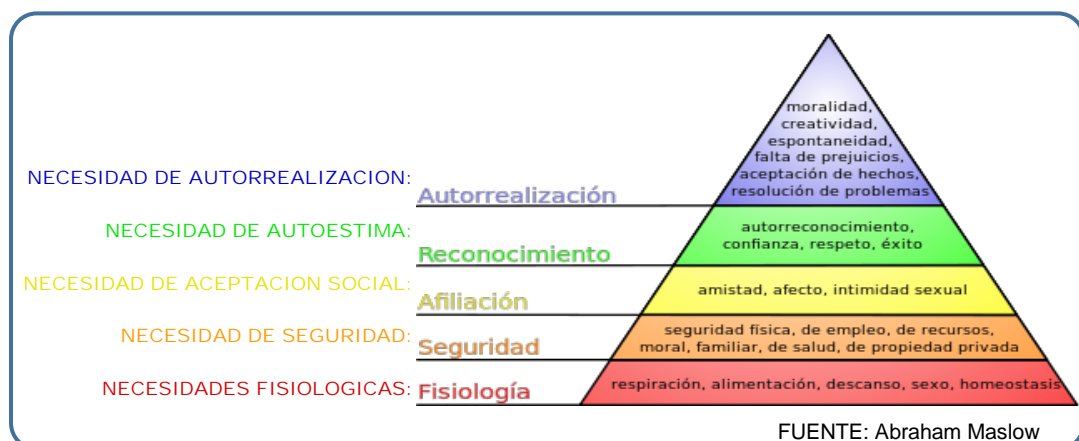 moralidad,
creatividad,
espontaneidad,
falta de prejuicios,
aceptación de hechos,
resolución de problemas
NECESIDAD DE AUTORREALIZACION:
Autorrealización
NECESIDAD DE AUTOESTIMA:
Reconocimiento
autorreconocimiento,
confianza, respeto, éxito
NECESIDAD DE ACEPTACION SOCIAL:
Afiliación
amistad, afecto, intimidad sexual
NECESIDAD DE SEGURIDAD:
Seguridad
seguridad física, de empleo, de recursos,
moral, familiar, de salud, de propiedad privada
NECESIDADES FISIOLOGICAS:
Fisiología
respiración, alimentación, descanso, sexo, homeostasis
FUENTE: Abraham Maslow